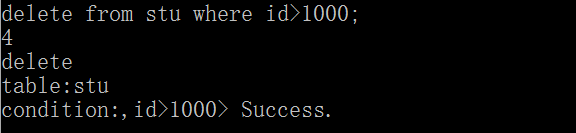 delete from stu where id>1000;
4
delete
table:stu
condition:,id>1000> Success.